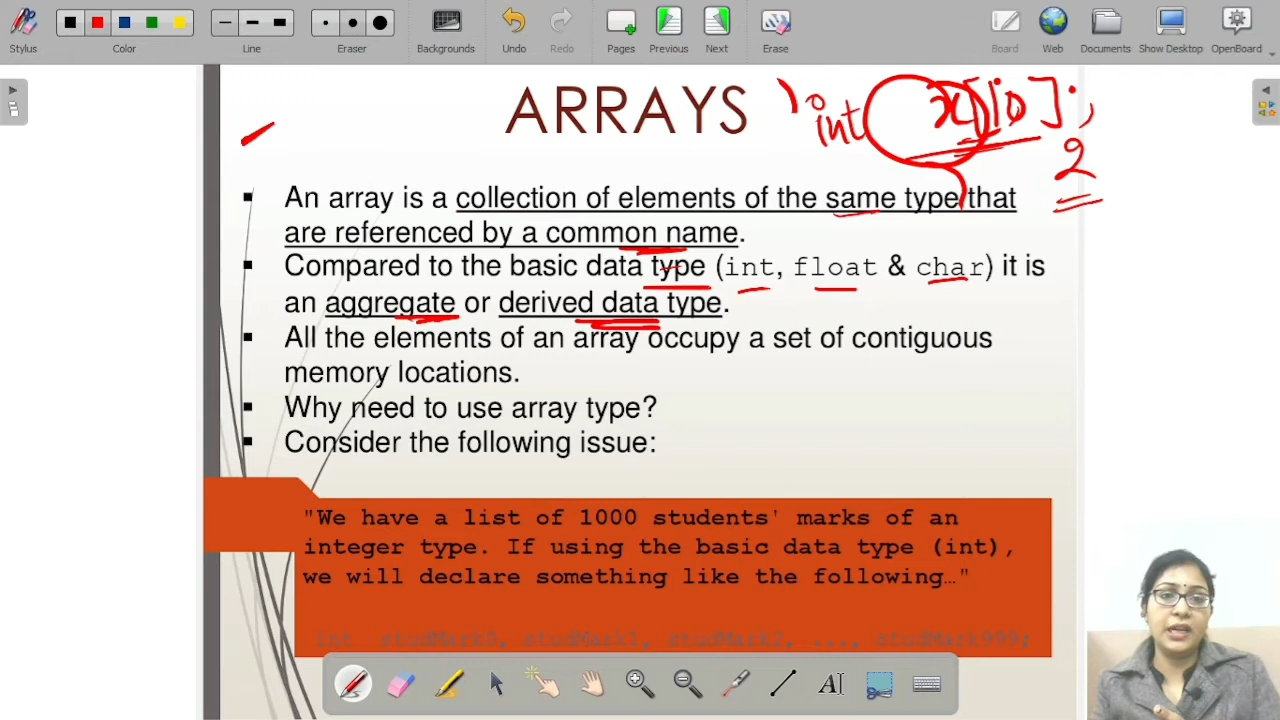 Stylus
Color
Line
Eraser
Backgrounds
Undo
Redo
Pages
Previous
Next
Erase
Board
Web
Documents
Show Desktop
OpenBoard
ARRAYS
int x[10];
2
▪ An array is a collection of elements of the same type that
are referenced by a common name.
▪ Compared to the basic data type (int, float & char) it is
an aggregate or derived data type.
▪ All the elements of an array occupy a set of contiguous
memory locations.
▪ Why need to use array type?
▪ Consider the following issue:
"We have a list of 1000 students' marks of an
integer type. If using the basic data type (int),
we will declare something like the following…"
int studMark0, studMark1, studMark2, ..., studMark999;